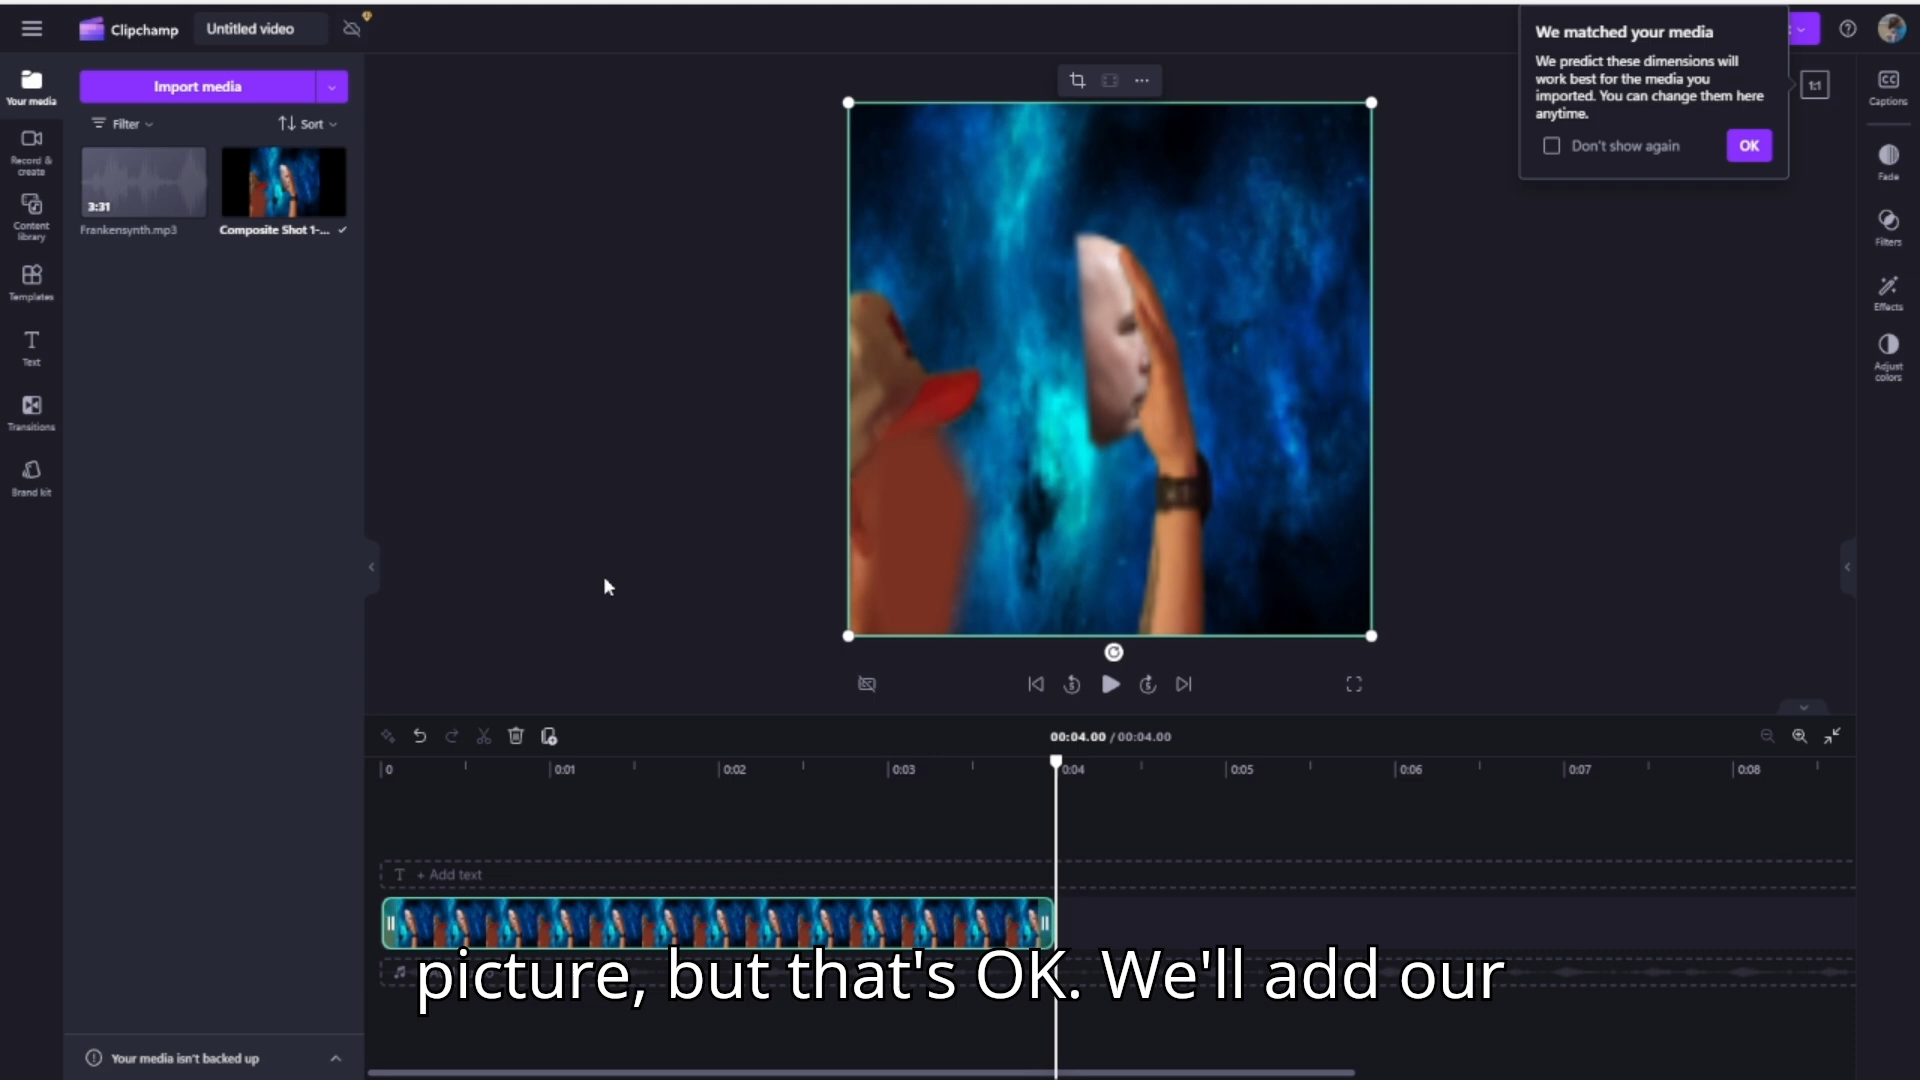 Clipchamp
Untitled video
We matched your media
We predict these dimensions will
work best for the media you
imported. You can change them here
anytime.
Don't show again
OK
1:1
Import media
Filter
Sort
3:31
Frankensynth.mp3
Composite Shot 1-...
Your media
Record &
create
Content
library
Templates
Text
Transitions
Brand kit
CC
Captions
Fade
Filters
Effects
Adjust
colors
5
5
00:04.00 / 00:04.00
0
0:01
0:02
0:03
0:04
0:05
0:06
0:07
0:08
T + Add text
picture, but that's OK. We'll add our
Your media isn't backed up